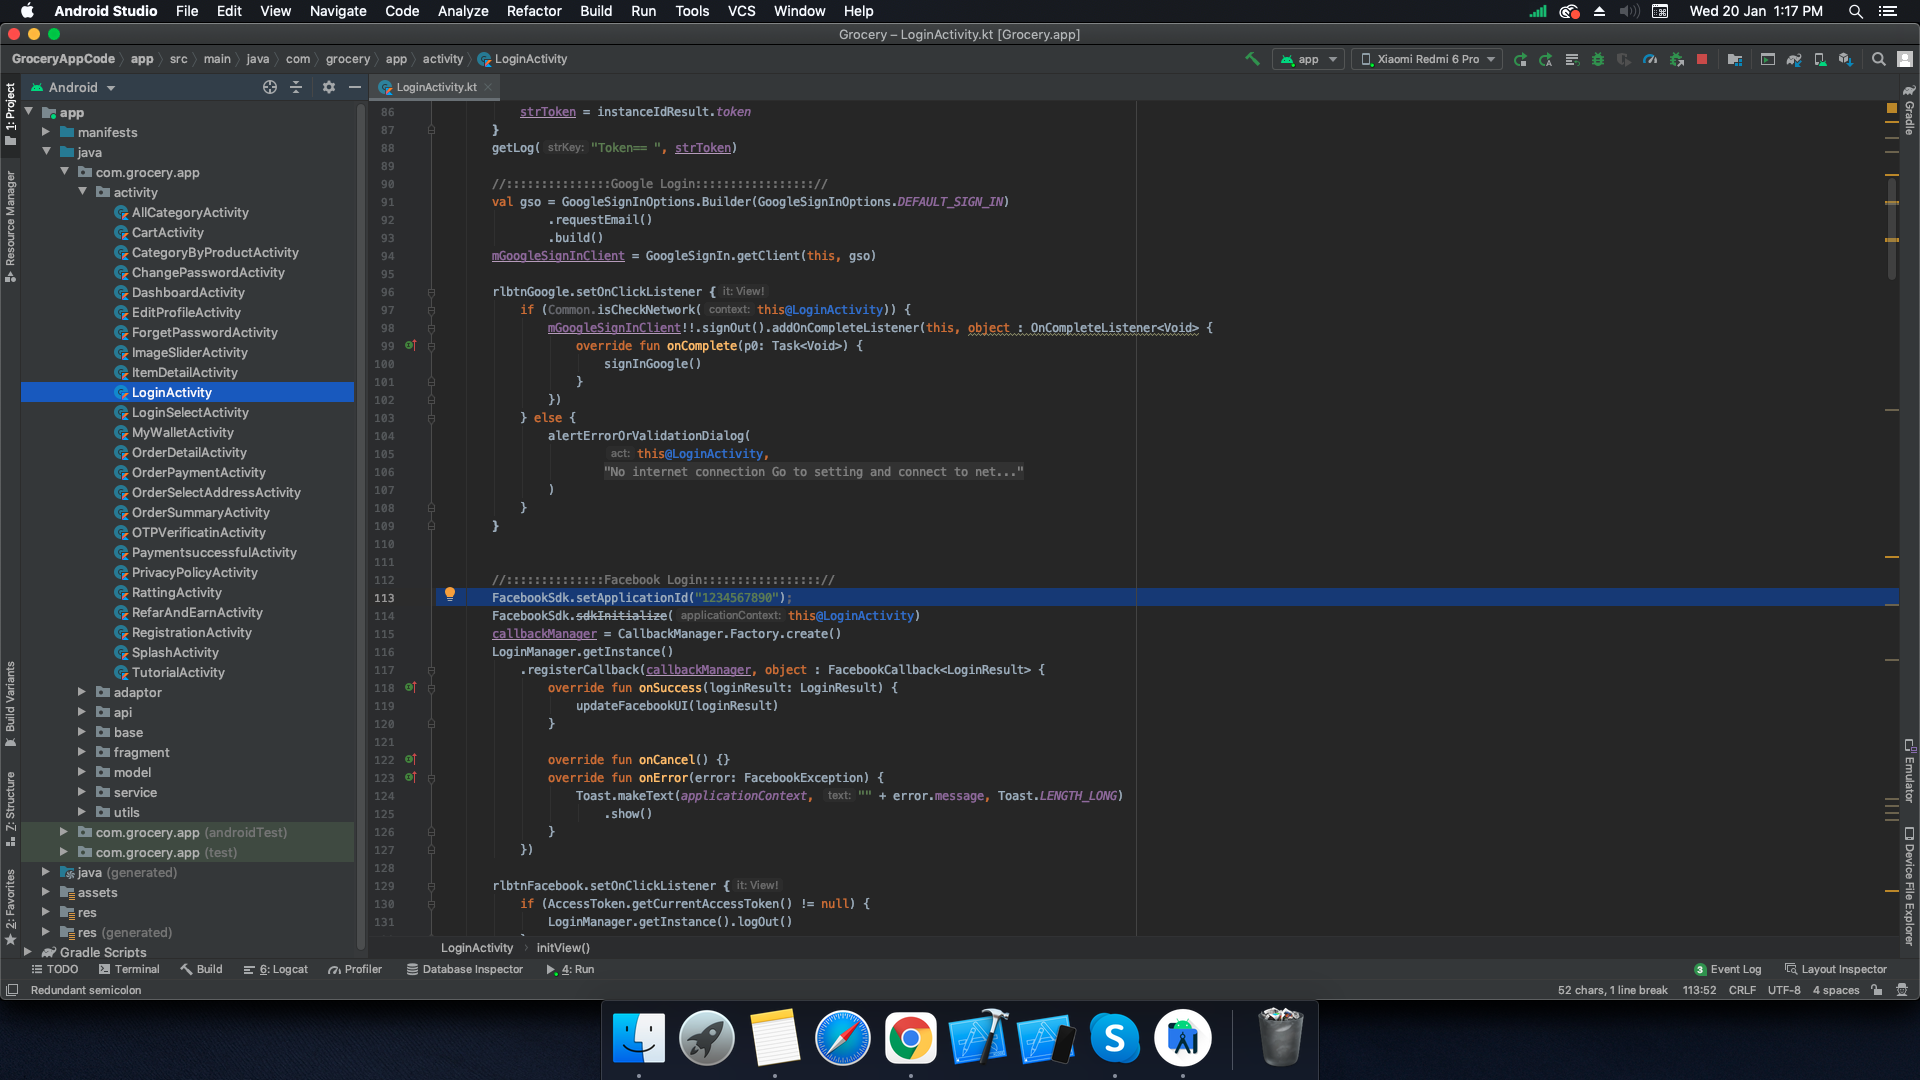 Android Studio File Edit View Navigate Code Analyze Refactor Build Run Tools VCS Window Help Wed 20 Jan 1:17 PM
Grocery – LoginActivity.kt [Grocery.app]
GroceryAppCode app src main java com grocery app activity LoginActivity app Xiaomi Redmi 6 Pro
Android LoginActivity.kt
1: Project
Resource Manager
Build Variants
7: Structure
2: Favorites
app
manifests
java
com.grocery.app
activity
AllCategoryActivity
CartActivity
CategoryByProductActivity
ChangePasswordActivity
DashboardActivity
EditProfileActivity
ForgetPasswordActivity
ImageSliderActivity
ItemDetailActivity
LoginActivity
LoginSelectActivity
MyWalletActivity
OrderDetailActivity
OrderPaymentActivity
OrderSelectAddressActivity
OrderSummaryActivity
OTPVerificatinActivity
PaymentsuccessfulActivity
PrivacyPolicyActivity
RattingActivity
RefarAndEarnActivity
RegistrationActivity
SplashActivity
TutorialActivity
adaptor
api
base
fragment
model
service
utils
com.grocery.app (androidTest)
com.grocery.app (test)
java (generated)
assets
res
res (generated)
Gradle Scripts
86 strToken = instanceIdResult.token
87 }
88 getLog( strKey: "Token== ", strToken)
89
90 //:::::::::::::::Google Login::::::::::::::::://
91 val gso = GoogleSignInOptions.Builder(GoogleSignInOptions.DEFAULT_SIGN_IN)
92 .requestEmail()
93 .build()
94 mGoogleSignInClient = GoogleSignIn.getClient(this, gso)
95
96 rlbtnGoogle.setOnClickListener { it: View!
97 if (Common.isCheckNetwork( context: this@LoginActivity)) {
98 mGoogleSignInClient!!.signOut().addOnCompleteListener(this, object : OnCompleteListener<Void> {
99 override fun onComplete(p0: Task<Void>) {
100 signInGoogle()
101 }
102 })
103 } else {
104 alertErrorOrValidationDialog(
105 act: this@LoginActivity,
106 "No internet connection Go to setting and connect to net..."
107 )
108 }
109 }
110
111
112 //::::::::::::::Facebook Login::::::::::::::::://
113 FacebookSdk.setApplicationId("1234567890");
114 FacebookSdk.sdkInitialize( applicationContext: this@LoginActivity)
115 callbackManager = CallbackManager.Factory.create()
116 LoginManager.getInstance()
117 .registerCallback(callbackManager, object : FacebookCallback<LoginResult> {
118 override fun onSuccess(loginResult: LoginResult) {
119 updateFacebookUI(loginResult)
120 }
121
122 override fun onCancel() {}
123 override fun onError(error: FacebookException) {
124 Toast.makeText(applicationContext, text: "" + error.message, Toast.LENGTH_LONG)
125 .show()
126 }
127 })
128
129 rlbtnFacebook.setOnClickListener { it: View!
130 if (AccessToken.getCurrentAccessToken() != null) {
131 LoginManager.getInstance().logOut()
Gradle
Emulator
Device File Explorer
LoginActivity initView()
TODO Terminal Build 6: Logcat Profiler Database Inspector 4: Run 3 Event Log Layout Inspector
Redundant semicolon 52 chars, 1 line break 113:52 CRLF UTF-8 4 spaces